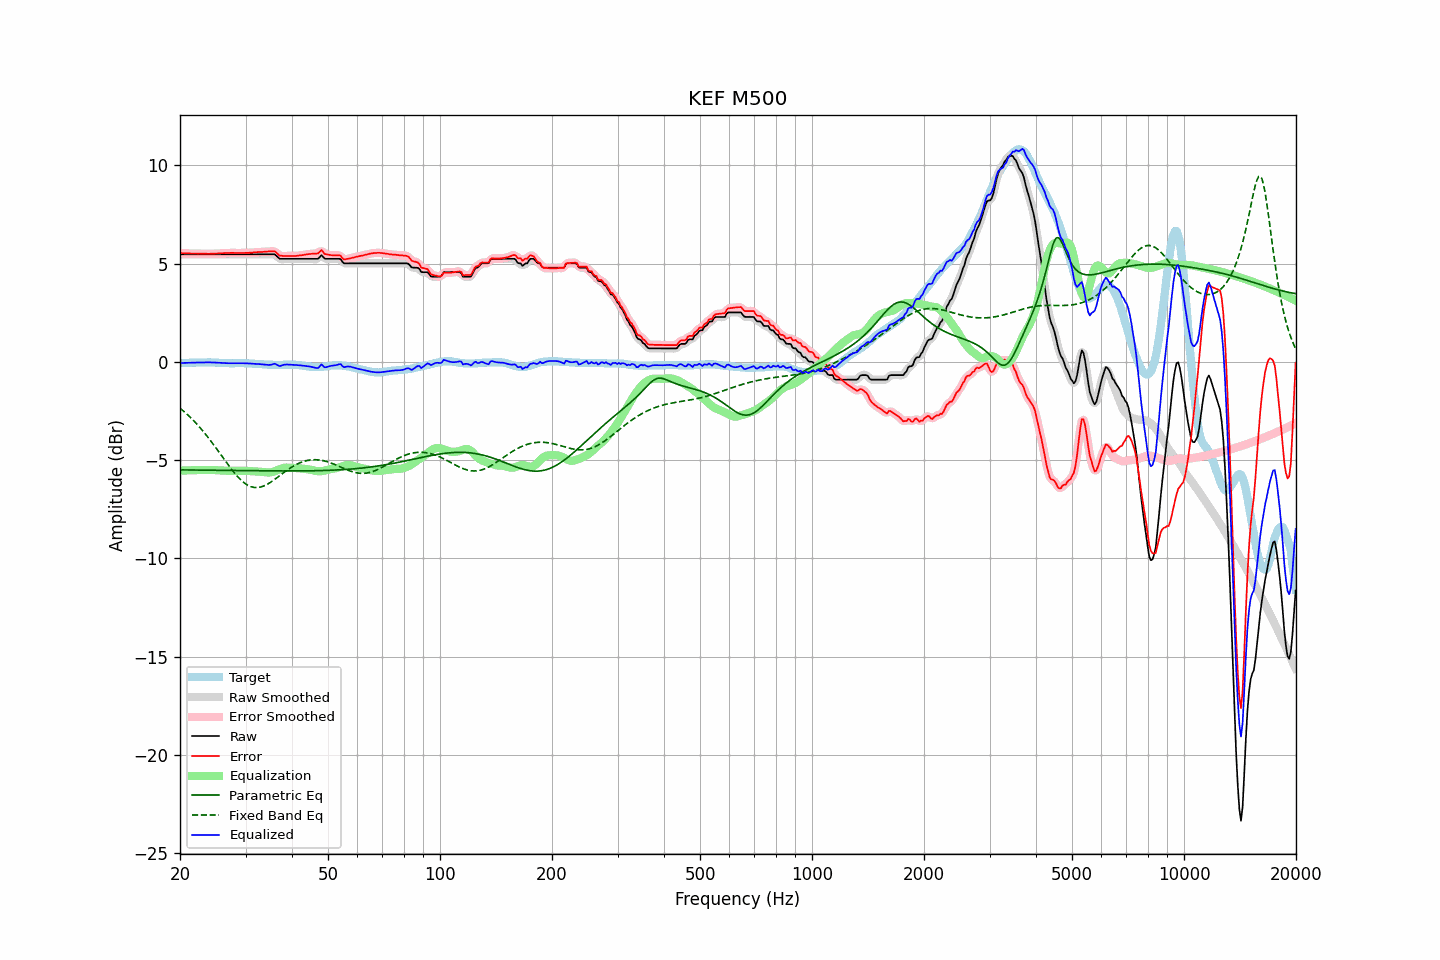 KEF M500
Amplitude (dBr)
10
5
0
−5
−10
−15
−20
−25
Target
Raw Smoothed
Error Smoothed
Raw
Error
Equalization
Parametric Eq
Fixed Band Eq
Equalized
20 50 100 200 500 1000 2000 5000 10000 20000
Frequency (Hz)